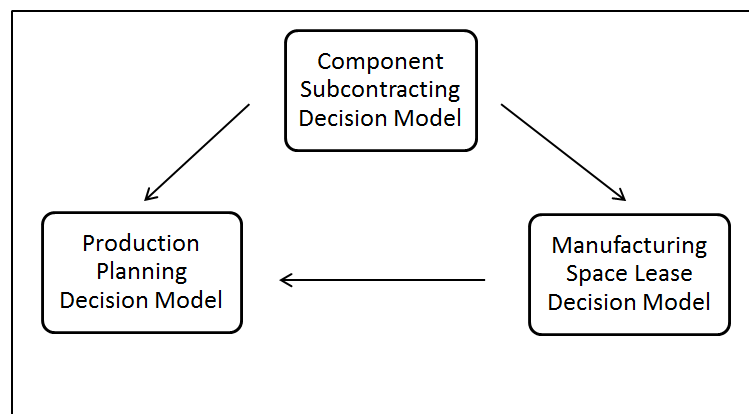 Component
Subcontracting
Decision Model
Production
Planning
Decision Model
Manufacturing
Space Lease
Decision Model